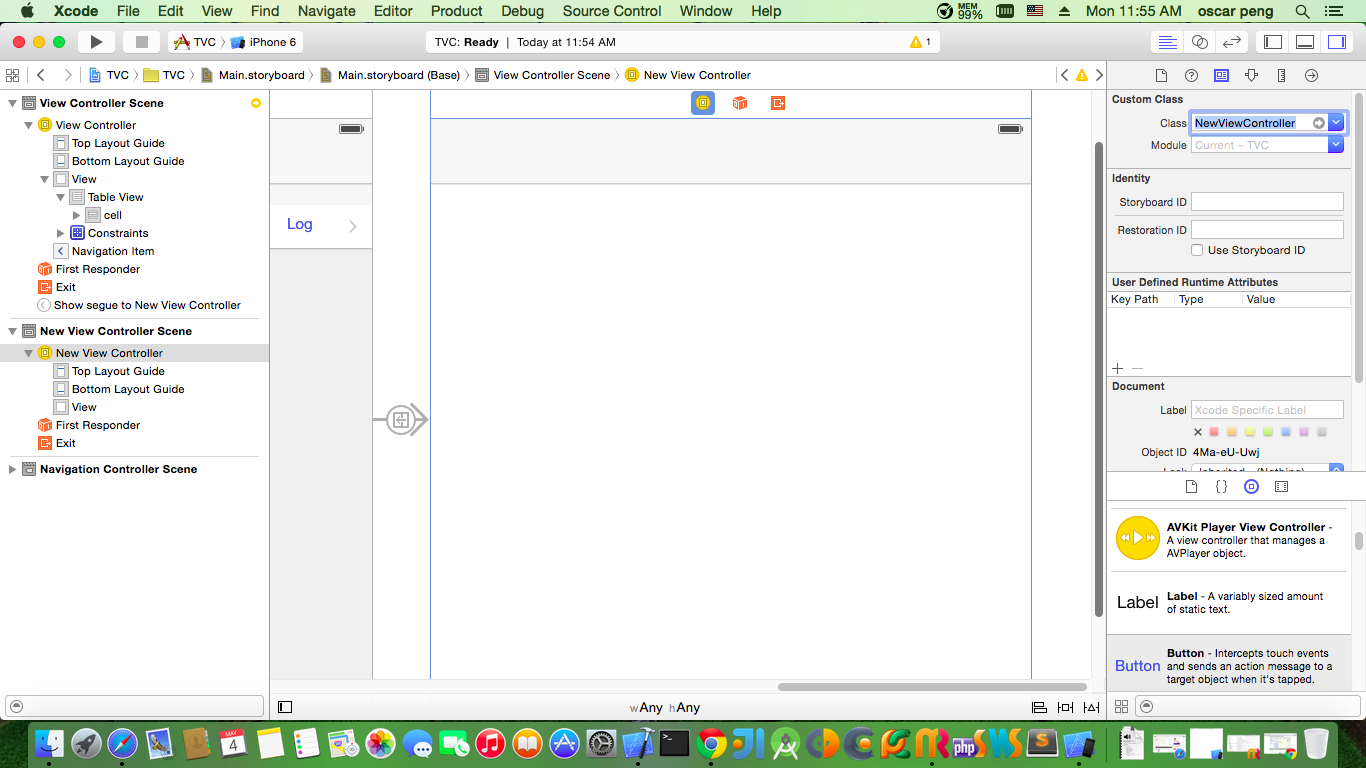 Xcode File Edit View Find Navigate Editor Product Debug Source Control Window Help MEM 99% Mon 11:55 AM oscar peng
TVC iPhone 6 TVC: Ready | Today at 11:54 AM 1
TVC TVC Main.storyboard Main.storyboard (Base) View Controller Scene New View Controller
View Controller Scene
View Controller
Top Layout Guide
Bottom Layout Guide
View
Table View
cell
Constraints
Navigation Item
First Responder
Exit
Show segue to New View Controller
New View Controller Scene
New View Controller
Top Layout Guide
Bottom Layout Guide
View
First Responder
Exit
Navigation Controller Scene
Log
wAny hAny
Custom Class
Class NewViewController
Module Current – TVC
Identity
Storyboard ID
Restoration ID
Use Storyboard ID
User Defined Runtime Attributes
Key Path Type Value
Document
Label Xcode Specific Label
Object ID 4Ma-eU-Uwj
Lock Inherited - (Nothing)
AVKit Player View Controller -
A view controller that manages a
AVPlayer object.
Label Label - A variably sized amount
of static text.
Button Button - Intercepts touch events
and sends an action message to a
target object when it's tapped.
MAY
4
php